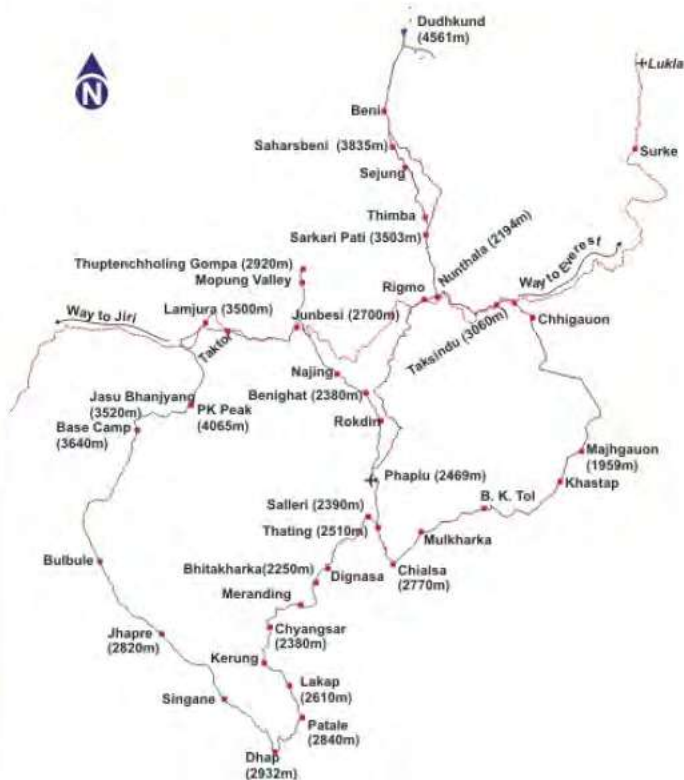 Dudhkund
(4561m)
N
Lukla
Beni
Saharsbeni (3835m)
Surke
Sejung
Thimba
Sarkari Pati (3503m)
Nunthala (2194m)
Way to Everest
Thuptenchholing Gompa (2920m)
Mopung Valley
Rigmo
Lamjura (3500m)
Junbesi (2700m)
Way to Jiri
Taktor
Taksindu (3060m)
Chhigauon
Najing
Benighat (2380m)
Jasu Bhanjyang
(3520m)
PK Peak
(4065m)
Base Camp
(3640m)
Rokdin
Majhgauon
(1959m)
Phaplu (2469m)
Khastap
B. K. Tol
Salleri (2390m)
Thating (2510m)
Mulkharka
Bulbule
Bhitakharka(2250m)
Dignasa
Chialsa
(2770m)
Meranding
Jhapre
(2820m)
Chyangsar
(2380m)
Kerung
Lakap
(2610m)
Singane
Patale
(2840m)
Dhap
(2932m)